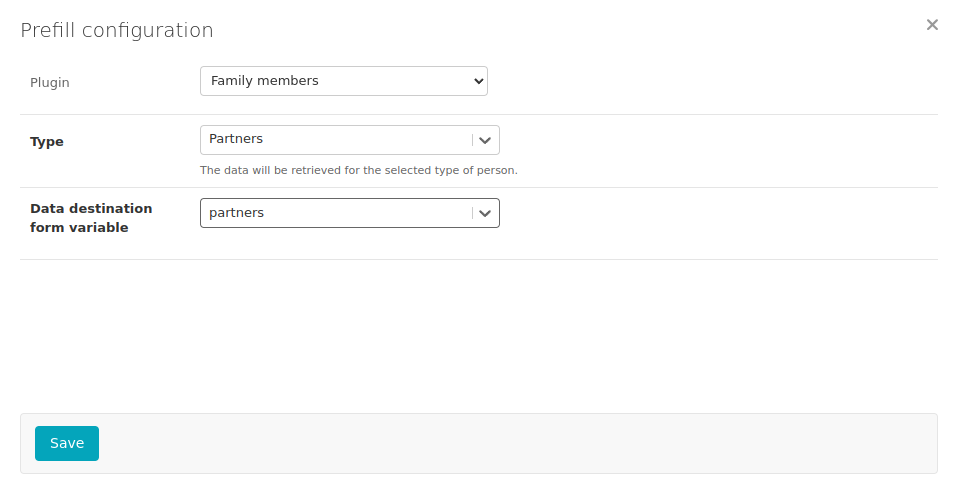 Prefill configuration
Plugin
Family members
Type
Partners
The data will be retrieved for the selected type of person.
Data destination
form variable
partners
Save